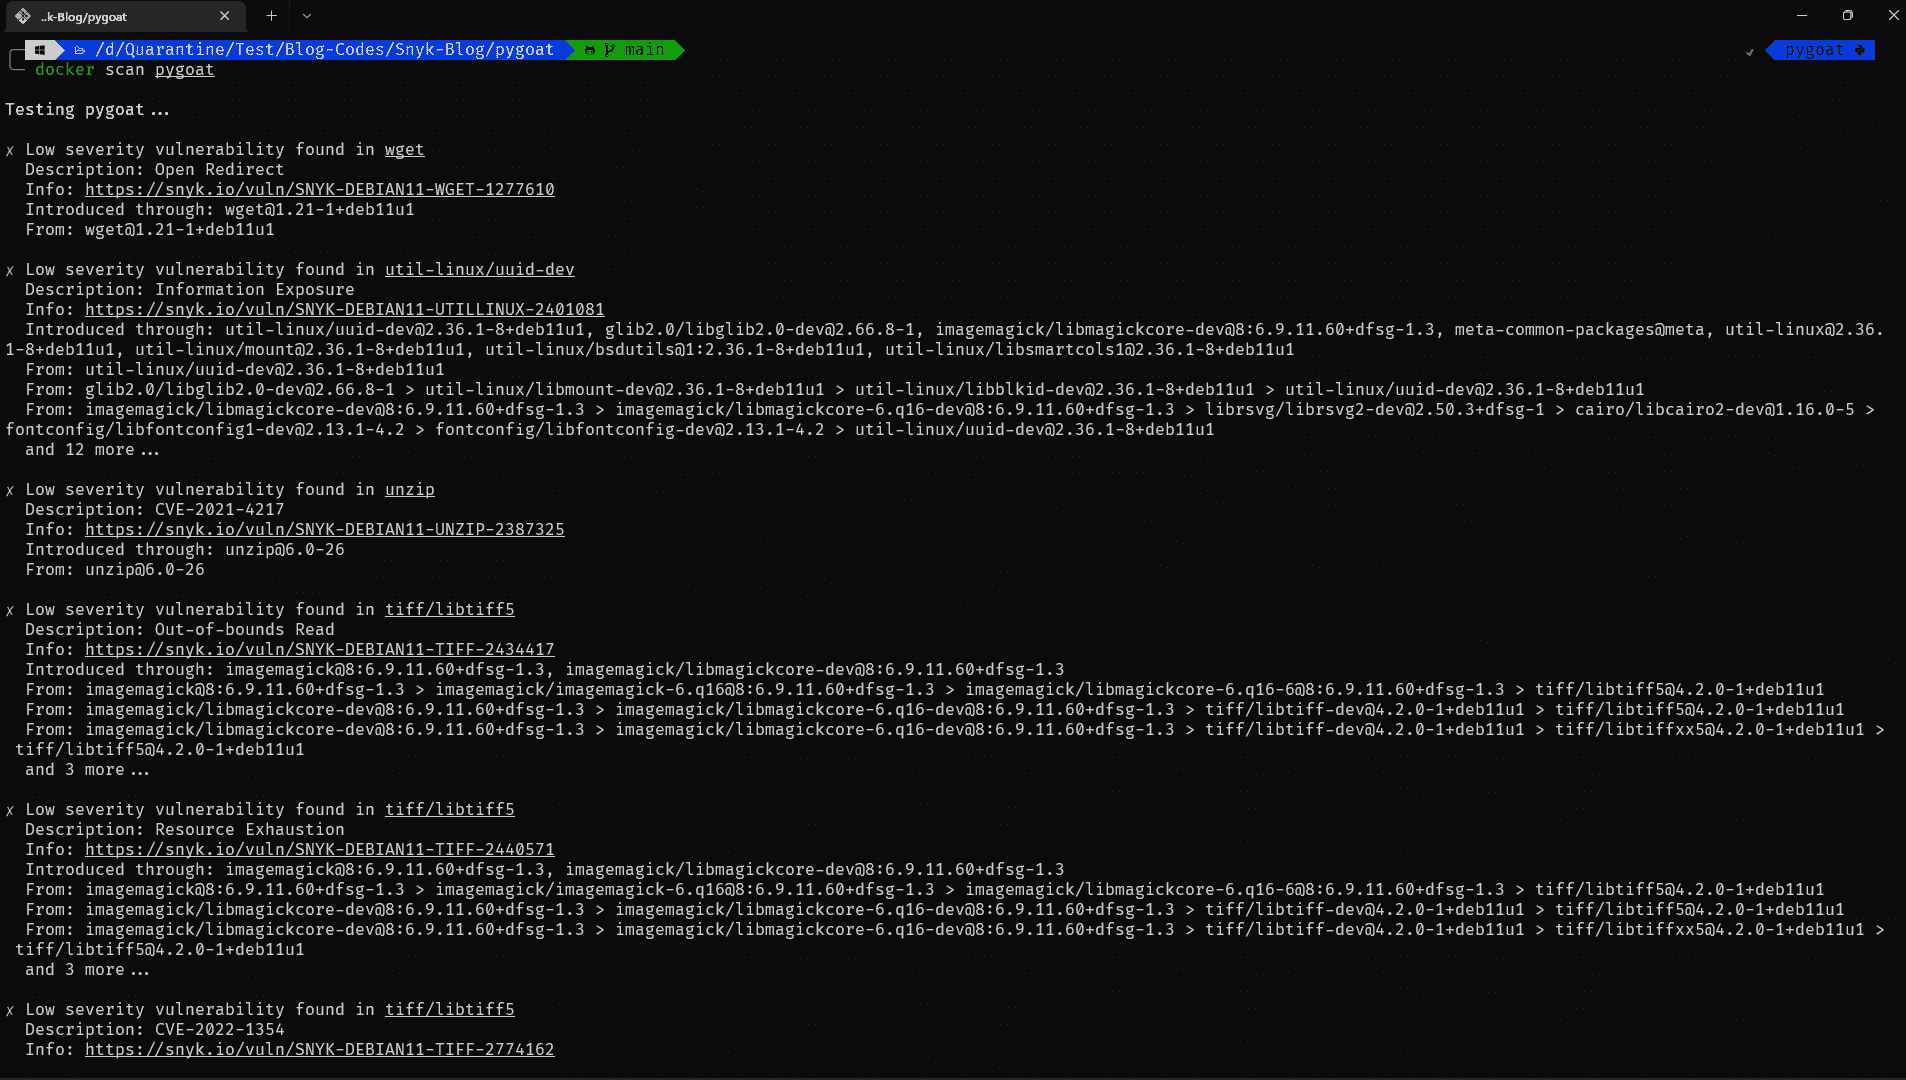 ..k-Blog/pygoat
/d/Quarantine/Test/Blog-Codes/Snyk-Blog/pygoat main pygoat
docker scan pygoat
Testing pygoat...
✗ Low severity vulnerability found in wget
Description: Open Redirect
Info: https://snyk.io/vuln/SNYK-DEBIAN11-WGET-1277610
Introduced through: wget@1.21-1+deb11u1
From: wget@1.21-1+deb11u1
✗ Low severity vulnerability found in util-linux/uuid-dev
Description: Information Exposure
Info: https://snyk.io/vuln/SNYK-DEBIAN11-UTILLINUX-2401081
Introduced through: util-linux/uuid-dev@2.36.1-8+deb11u1, glib2.0/libglib2.0-dev@2.66.8-1, imagemagick/libmagickcore-dev@8:6.9.11.60+dfsg-1.3, meta-common-packages@meta, util-linux@2.36.
1-8+deb11u1, util-linux/mount@2.36.1-8+deb11u1, util-linux/bsdutils@1:2.36.1-8+deb11u1, util-linux/libsmartcols1@2.36.1-8+deb11u1
From: util-linux/uuid-dev@2.36.1-8+deb11u1
From: glib2.0/libglib2.0-dev@2.66.8-1 > util-linux/libmount-dev@2.36.1-8+deb11u1 > util-linux/libblkid-dev@2.36.1-8+deb11u1 > util-linux/uuid-dev@2.36.1-8+deb11u1
From: imagemagick/libmagickcore-dev@8:6.9.11.60+dfsg-1.3 > imagemagick/libmagickcore-6.q16-dev@8:6.9.11.60+dfsg-1.3 > librsvg/librsvg2-dev@2.50.3+dfsg-1 > cairo/libcairo2-dev@1.16.0-5 >
fontconfig/libfontconfig1-dev@2.13.1-4.2 > fontconfig/libfontconfig-dev@2.13.1-4.2 > util-linux/uuid-dev@2.36.1-8+deb11u1
and 12 more...
✗ Low severity vulnerability found in unzip
Description: CVE-2021-4217
Info: https://snyk.io/vuln/SNYK-DEBIAN11-UNZIP-2387325
Introduced through: unzip@6.0-26
From: unzip@6.0-26
✗ Low severity vulnerability found in tiff/libtiff5
Description: Out-of-bounds Read
Info: https://snyk.io/vuln/SNYK-DEBIAN11-TIFF-2434417
Introduced through: imagemagick@8:6.9.11.60+dfsg-1.3, imagemagick/libmagickcore-dev@8:6.9.11.60+dfsg-1.3
From: imagemagick@8:6.9.11.60+dfsg-1.3 > imagemagick/imagemagick-6.q16@8:6.9.11.60+dfsg-1.3 > imagemagick/libmagickcore-6.q16-6@8:6.9.11.60+dfsg-1.3 > tiff/libtiff5@4.2.0-1+deb11u1
From: imagemagick/libmagickcore-dev@8:6.9.11.60+dfsg-1.3 > imagemagick/libmagickcore-6.q16-dev@8:6.9.11.60+dfsg-1.3 > tiff/libtiff-dev@4.2.0-1+deb11u1 > tiff/libtiff5@4.2.0-1+deb11u1
From: imagemagick/libmagickcore-dev@8:6.9.11.60+dfsg-1.3 > imagemagick/libmagickcore-6.q16-dev@8:6.9.11.60+dfsg-1.3 > tiff/libtiff-dev@4.2.0-1+deb11u1 > tiff/libtiffxx5@4.2.0-1+deb11u1 >
tiff/libtiff5@4.2.0-1+deb11u1
and 3 more...
✗ Low severity vulnerability found in tiff/libtiff5
Description: Resource Exhaustion
Info: https://snyk.io/vuln/SNYK-DEBIAN11-TIFF-2440571
Introduced through: imagemagick@8:6.9.11.60+dfsg-1.3, imagemagick/libmagickcore-dev@8:6.9.11.60+dfsg-1.3
From: imagemagick@8:6.9.11.60+dfsg-1.3 > imagemagick/imagemagick-6.q16@8:6.9.11.60+dfsg-1.3 > imagemagick/libmagickcore-6.q16-6@8:6.9.11.60+dfsg-1.3 > tiff/libtiff5@4.2.0-1+deb11u1
From: imagemagick/libmagickcore-dev@8:6.9.11.60+dfsg-1.3 > imagemagick/libmagickcore-6.q16-dev@8:6.9.11.60+dfsg-1.3 > tiff/libtiff-dev@4.2.0-1+deb11u1 > tiff/libtiff5@4.2.0-1+deb11u1
From: imagemagick/libmagickcore-dev@8:6.9.11.60+dfsg-1.3 > imagemagick/libmagickcore-6.q16-dev@8:6.9.11.60+dfsg-1.3 > tiff/libtiff-dev@4.2.0-1+deb11u1 > tiff/libtiffxx5@4.2.0-1+deb11u1 >
tiff/libtiff5@4.2.0-1+deb11u1
and 3 more...
✗ Low severity vulnerability found in tiff/libtiff5
Description: CVE-2022-1354
Info: https://snyk.io/vuln/SNYK-DEBIAN11-TIFF-2774162